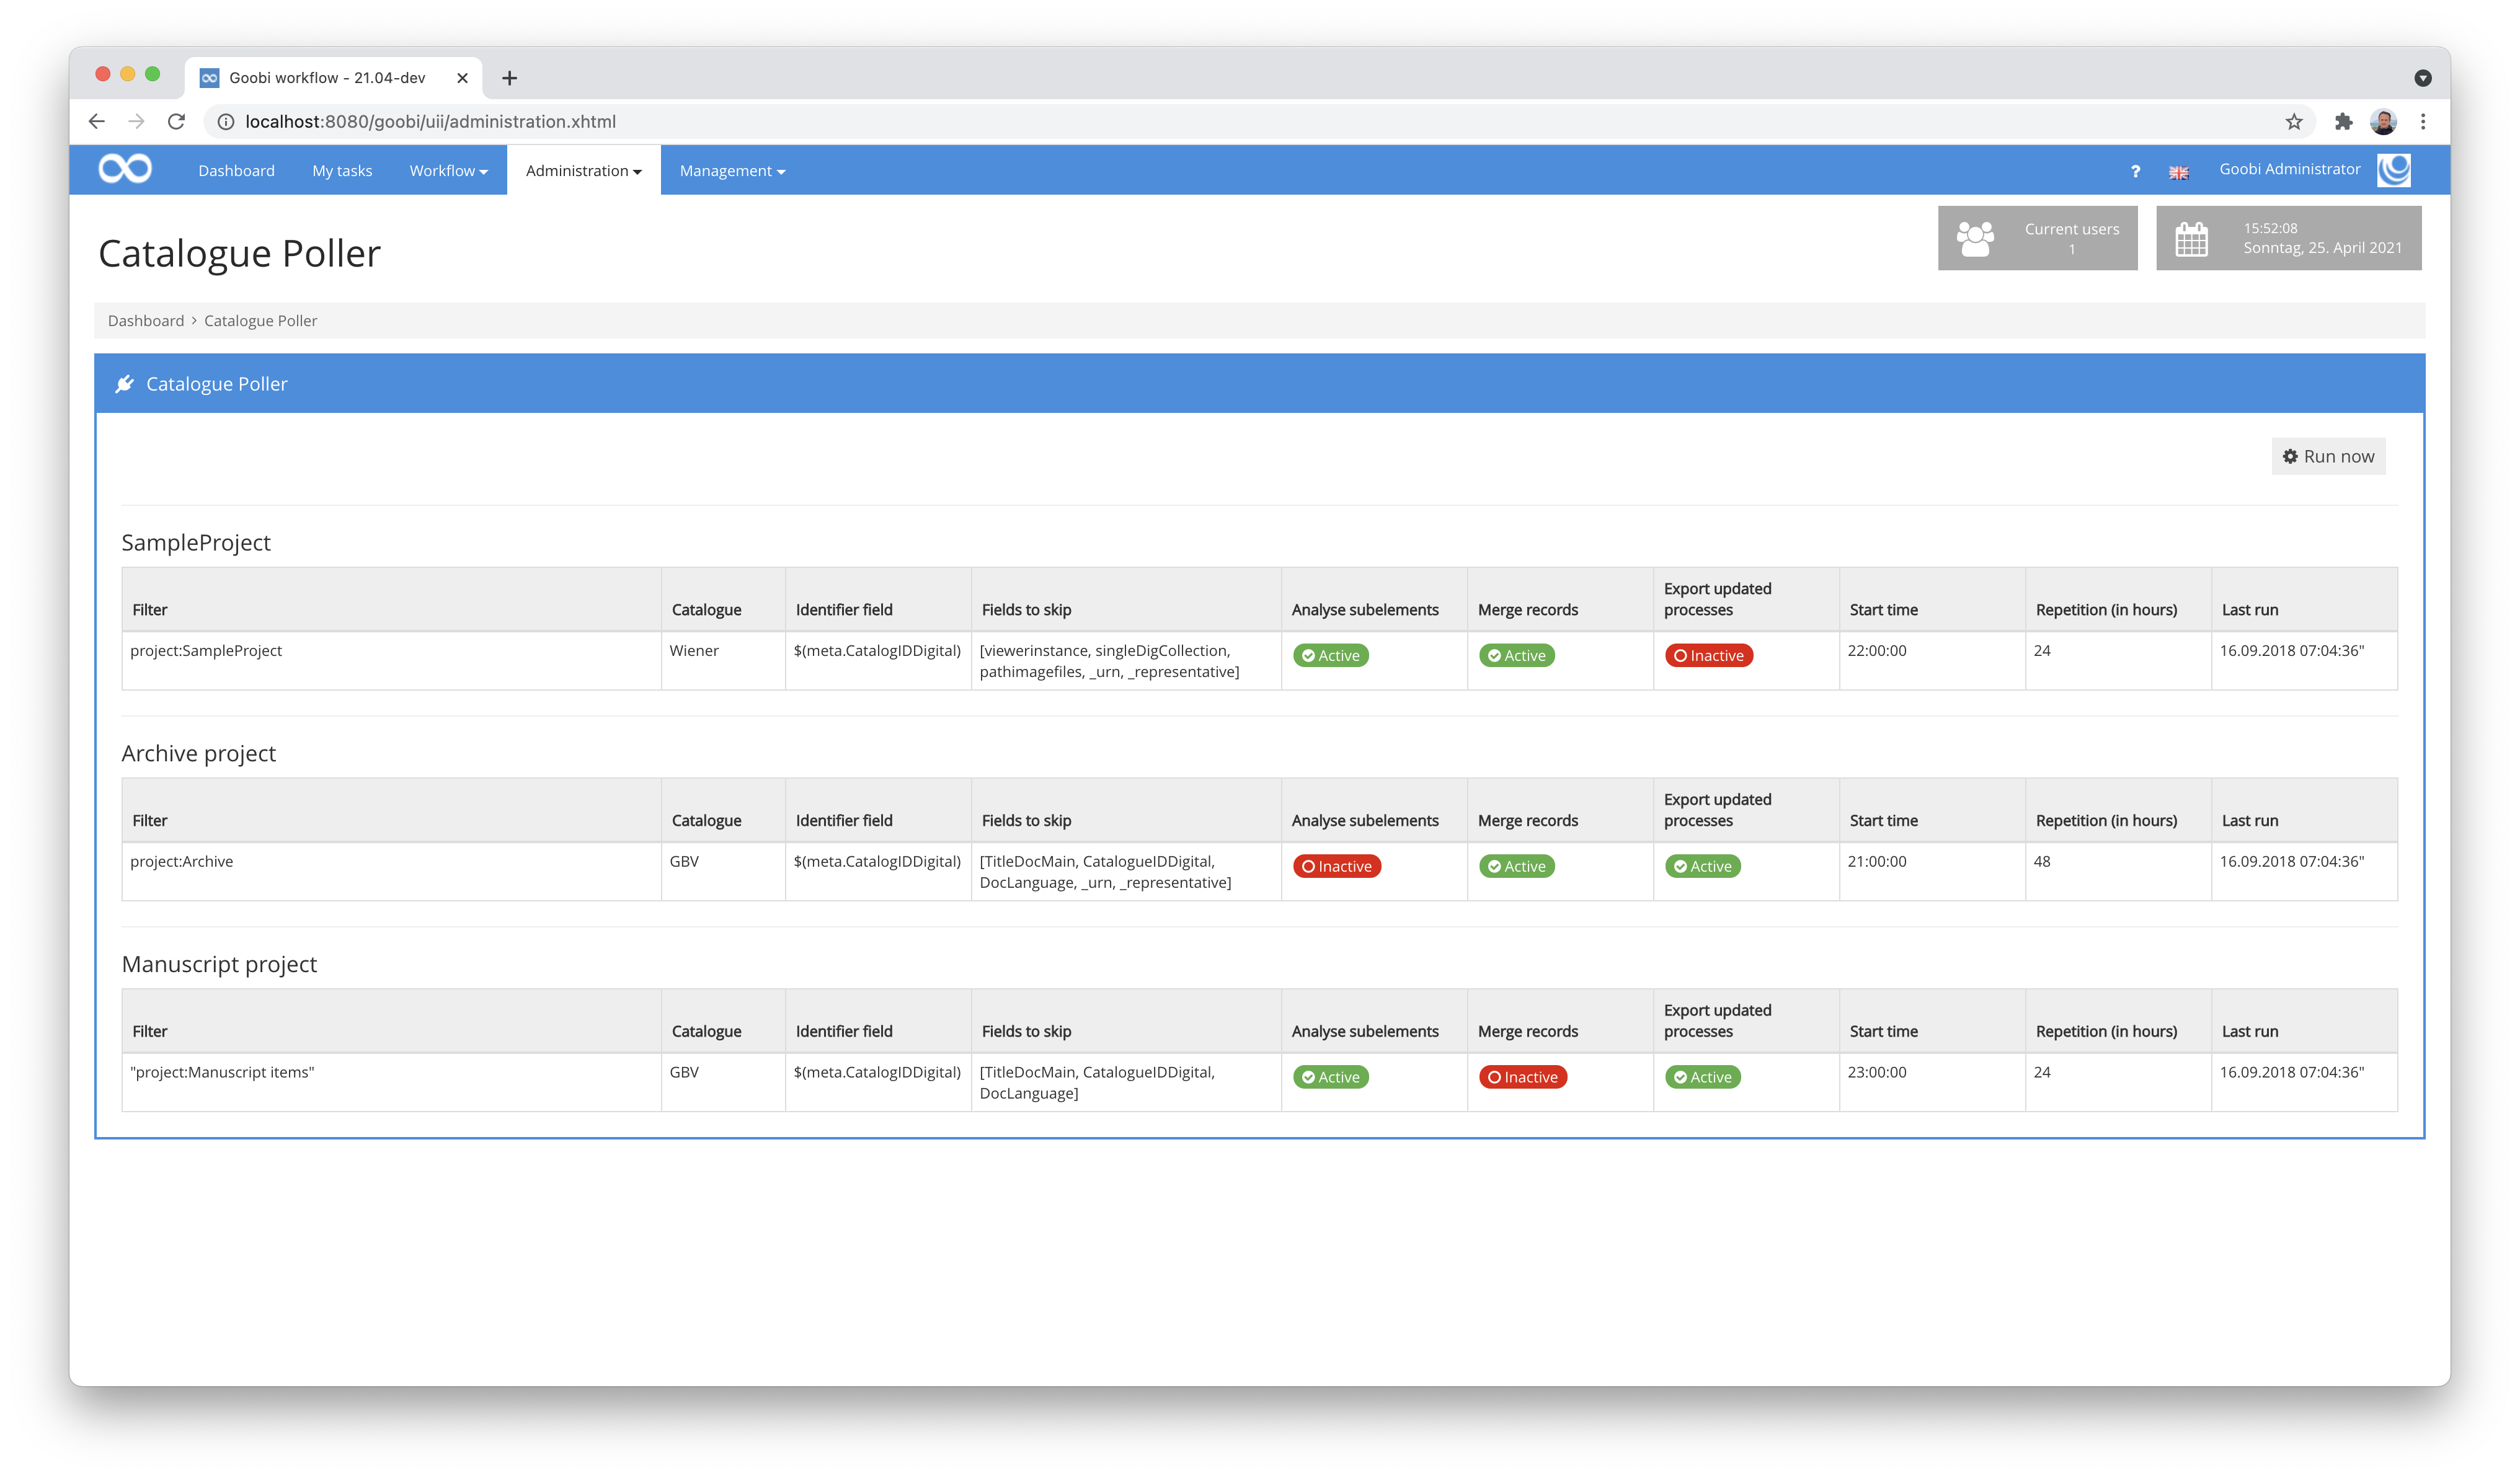 Goobi workflow - 21.04-dev
localhost:8080/goobi/uii/administration.xhtml
Dashboard My tasks Workflow Administration Management ? Goobi Administrator
Catalogue Poller
Current users
1
15:52:08
Sonntag, 25. April 2021
Dashboard > Catalogue Poller
Catalogue Poller
Run now
SampleProject
Filter Catalogue Identifier field Fields to skip Analyse subelements Merge records Export updated processes Start time Repetition (in hours) Last run
project:SampleProject Wiener $(meta.CatalogIDDigital) [viewerinstance, singleDigCollection, pathimagefiles, _urn, _representative] Active Active Inactive 22:00:00 24 16.09.2018 07:04:36"
Archive project
Filter Catalogue Identifier field Fields to skip Analyse subelements Merge records Export updated processes Start time Repetition (in hours) Last run
project:Archive GBV $(meta.CatalogIDDigital) [TitleDocMain, CatalogueIDDigital, DocLanguage, _urn, _representative] Inactive Active Active 21:00:00 48 16.09.2018 07:04:36"
Manuscript project
Filter Catalogue Identifier field Fields to skip Analyse subelements Merge records Export updated processes Start time Repetition (in hours) Last run
"project:Manuscript items" GBV $(meta.CatalogIDDigital) [TitleDocMain, CatalogueIDDigital, DocLanguage] Active Inactive Active 23:00:00 24 16.09.2018 07:04:36"